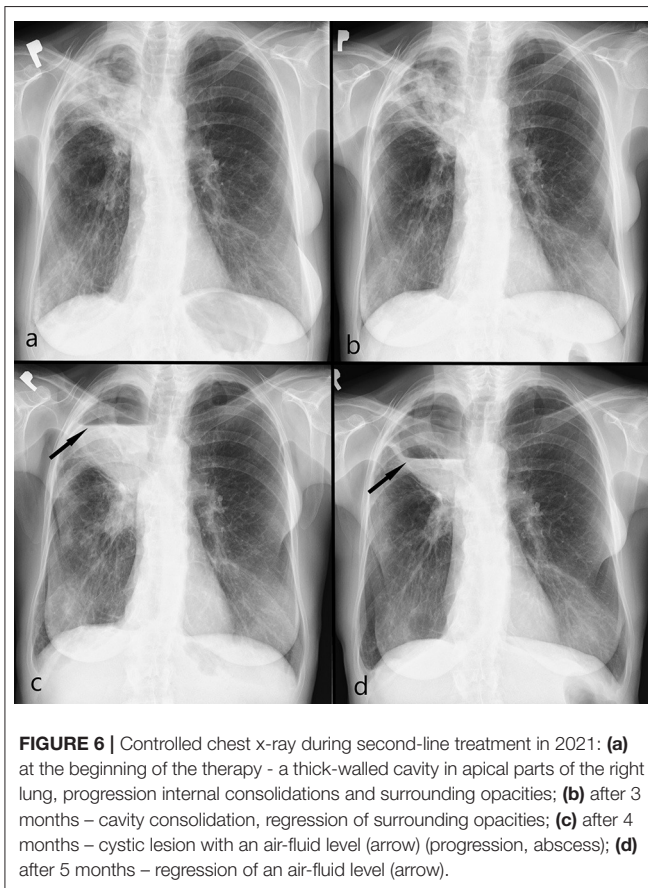 P
P
a
b
R
R
c
d
FIGURE 6 | Controlled chest x-ray during second-line treatment in 2021: (a)
at the beginning of the therapy - a thick-walled cavity in apical parts of the right
lung, progression internal consolidations and surrounding opacities; (b) after 3
months – cavity consolidation, regression of surrounding opacities; (c) after 4
months – cystic lesion with an air-fluid level (arrow) (progression, abscess); (d)
after 5 months – regression of an air-fluid level (arrow).